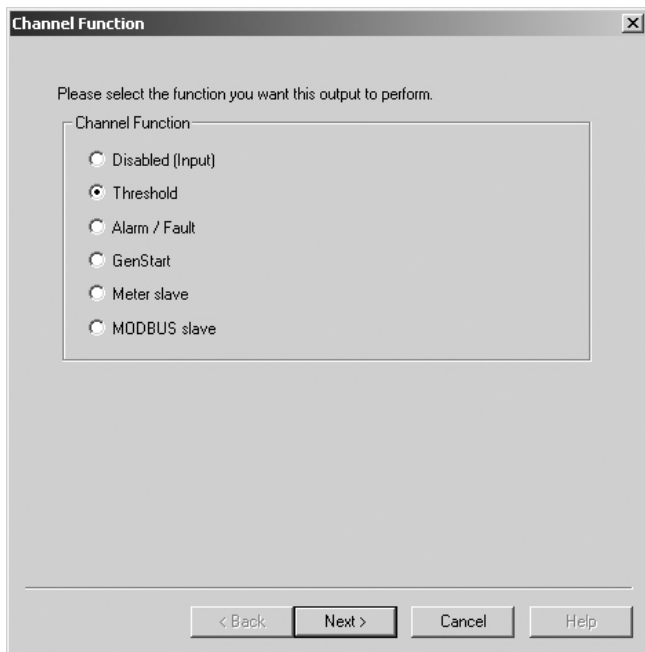 Channel Function
Please select the function you want this output to perform.
Channel Function
Disabled (Input)
Threshold
Alarm / Fault
GenStart
Meter slave
MODBUS slave
< Back Next > Cancel Help